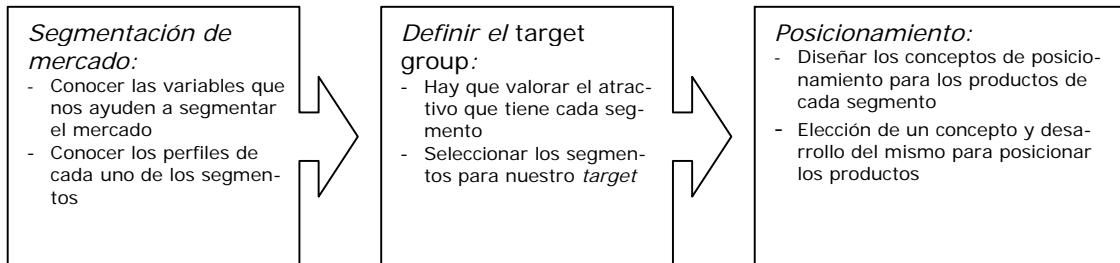 Segmentación de
mercado:
- Conocer las variables que
nos ayuden a segmentar
el mercado
- Conocer los perfiles de
cada uno de los segmen-
tos
Definir el target
group:
- Hay que valorar el atrac-
tivo que tiene cada seg-
mento
- Seleccionar los segmen-
tos para nuestro target
Posicionamiento:
- Diseñar los conceptos de posicio-
namiento para los productos de
cada segmento
- Elección de un concepto y desa-
rrollo del mismo para posicionar
los productos